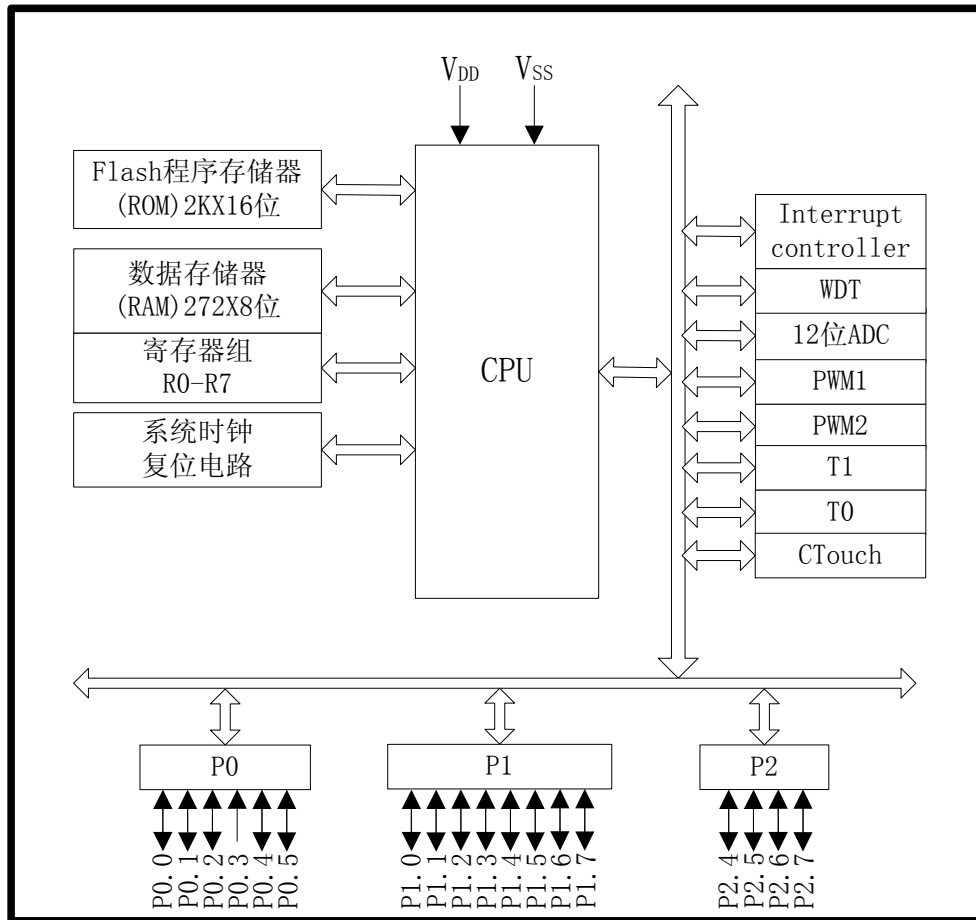 VDD VSS
Flash程序存储器
(ROM)2KX16位
数据存储器
(RAM)272X8位
寄存器组
R0-R7
系统时钟
复位电路
CPU
Interrupt
controller
WDT
12位ADC
PWM1
PWM2
T1
T0
CTouch
P0
P1
P2
P0.0
P0.1
P0.2
P0.3
P0.4
P0.5
P1.0
P1.1
P1.2
P1.3
P1.4
P1.5
P1.6
P1.7
P2.4
P2.5
P2.6
P2.7